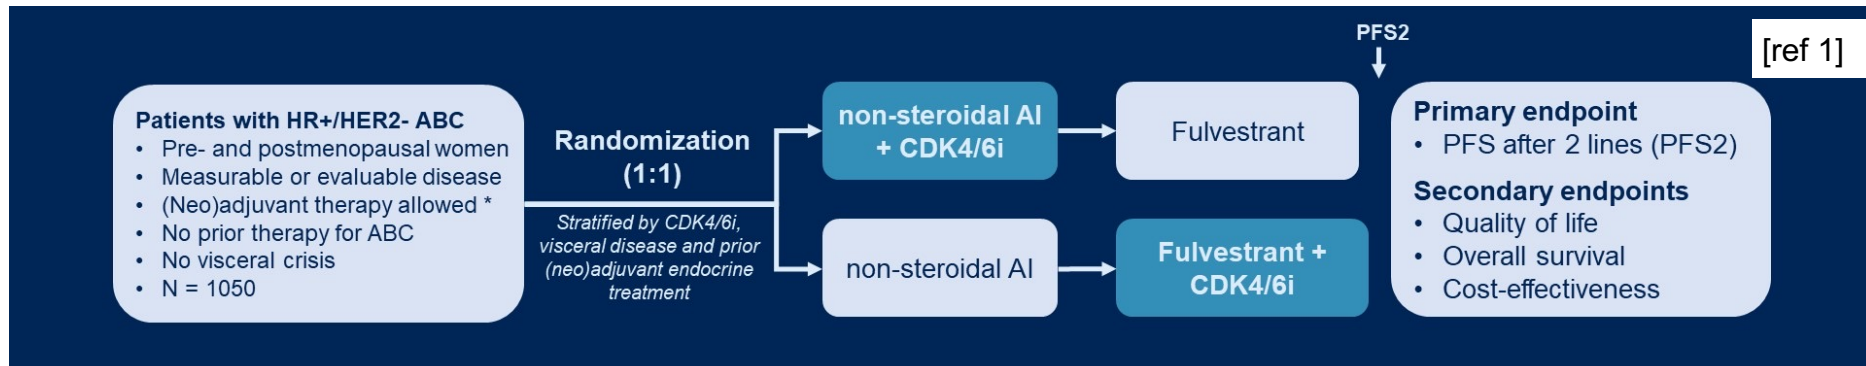 PFS2
[ref 1]
Patients with HR+/HER2- ABC
• Pre- and postmenopausal women
• Measurable or evaluable disease
• (Neo)adjuvant therapy allowed *
• No prior therapy for ABC
• No visceral crisis
• N = 1050
Randomization
(1:1)
Stratified by CDK4/6i,
visceral disease and prior
(neo)adjuvant endocrine
treatment
non-steroidal AI
+ CDK4/6i
Fulvestrant
non-steroidal AI
Fulvestrant +
CDK4/6i
Primary endpoint
• PFS after 2 lines (PFS2)
Secondary endpoints
• Quality of life
• Overall survival
• Cost-effectiveness